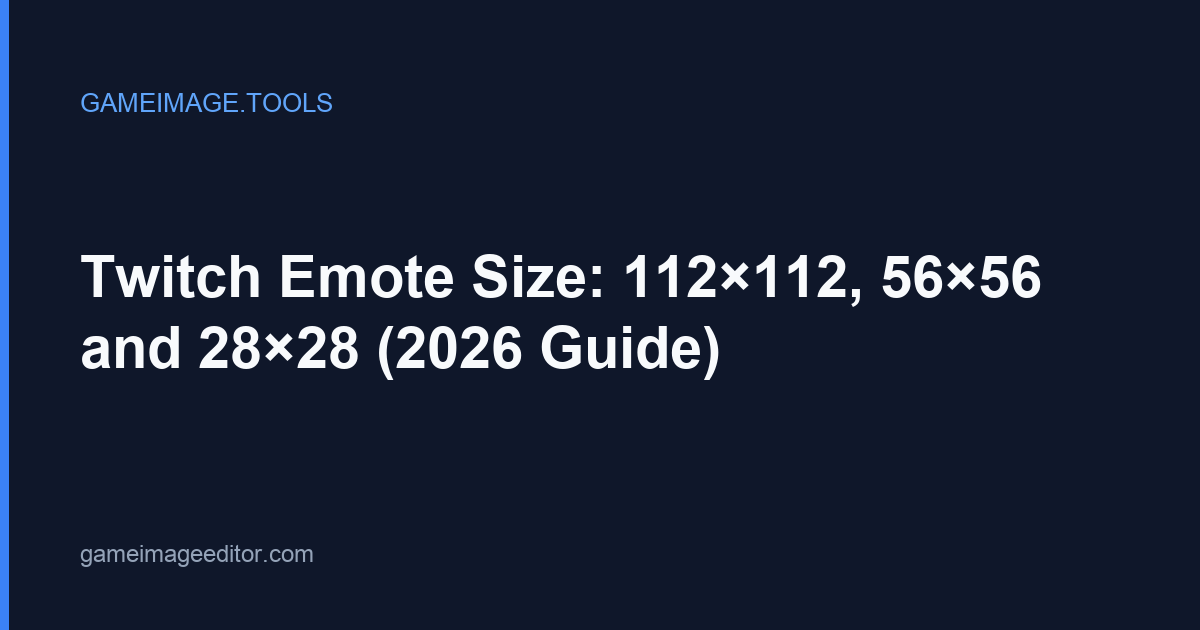 GAMEIMAGE.TOOLS
Twitch Emote Size: 112×112, 56×56
and 28×28 (2026 Guide)
gameimageeditor.com